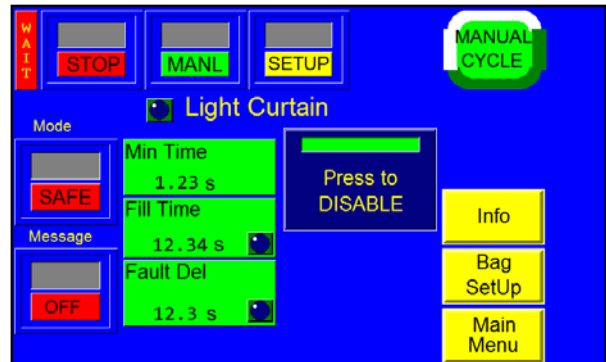 WAIT
STOP
MANL
SETUP
MANUAL
CYCLE
Light Curtain
Mode
SAFE
Min Time
1.23 s
Press to
DISABLE
Fill Time
12.34 s
Info
Message
OFF
Fault Del
12.3 s
Bag
SetUp
Main
Menu